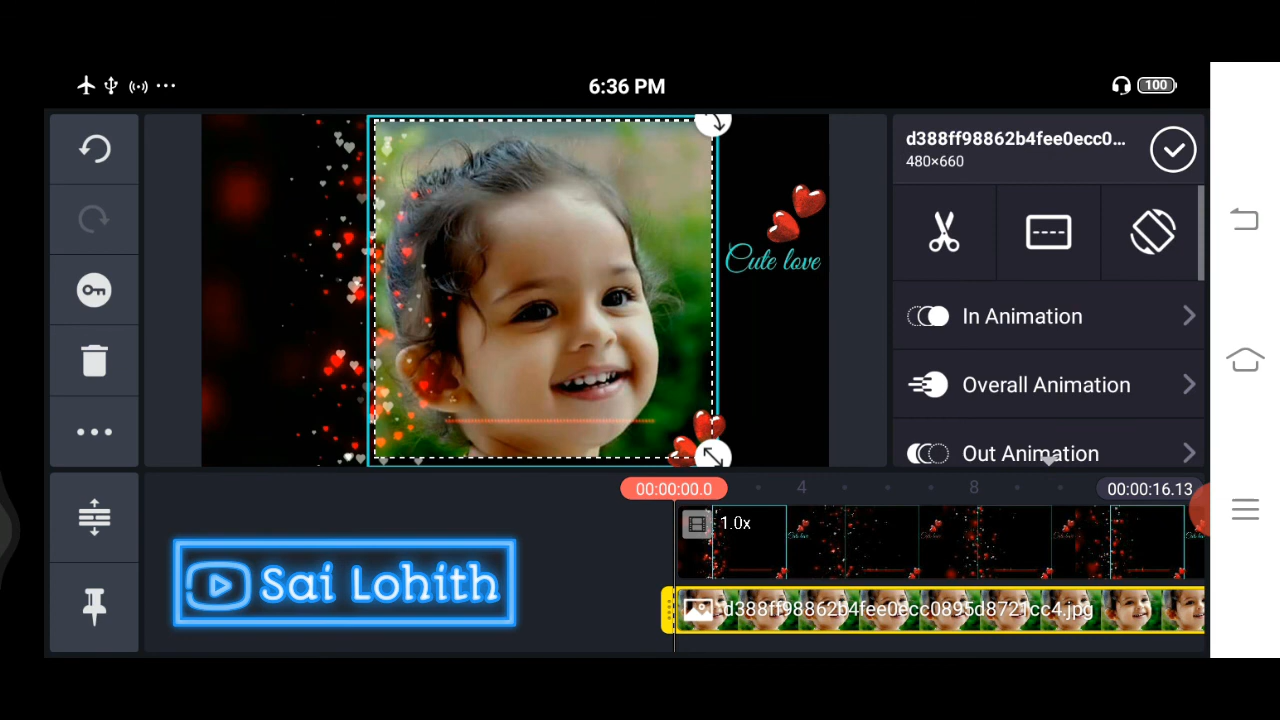 6:36 PM
100
d388ff98862b4fee0ecc0...
480×660
Cute love
In Animation
Overall Animation
Out Animation
00:00:00.0
4
8
00:00:16.13
1.0x
Sai Lohith
d388ff98862b4fee0ecc0895d8721cc4.jpg